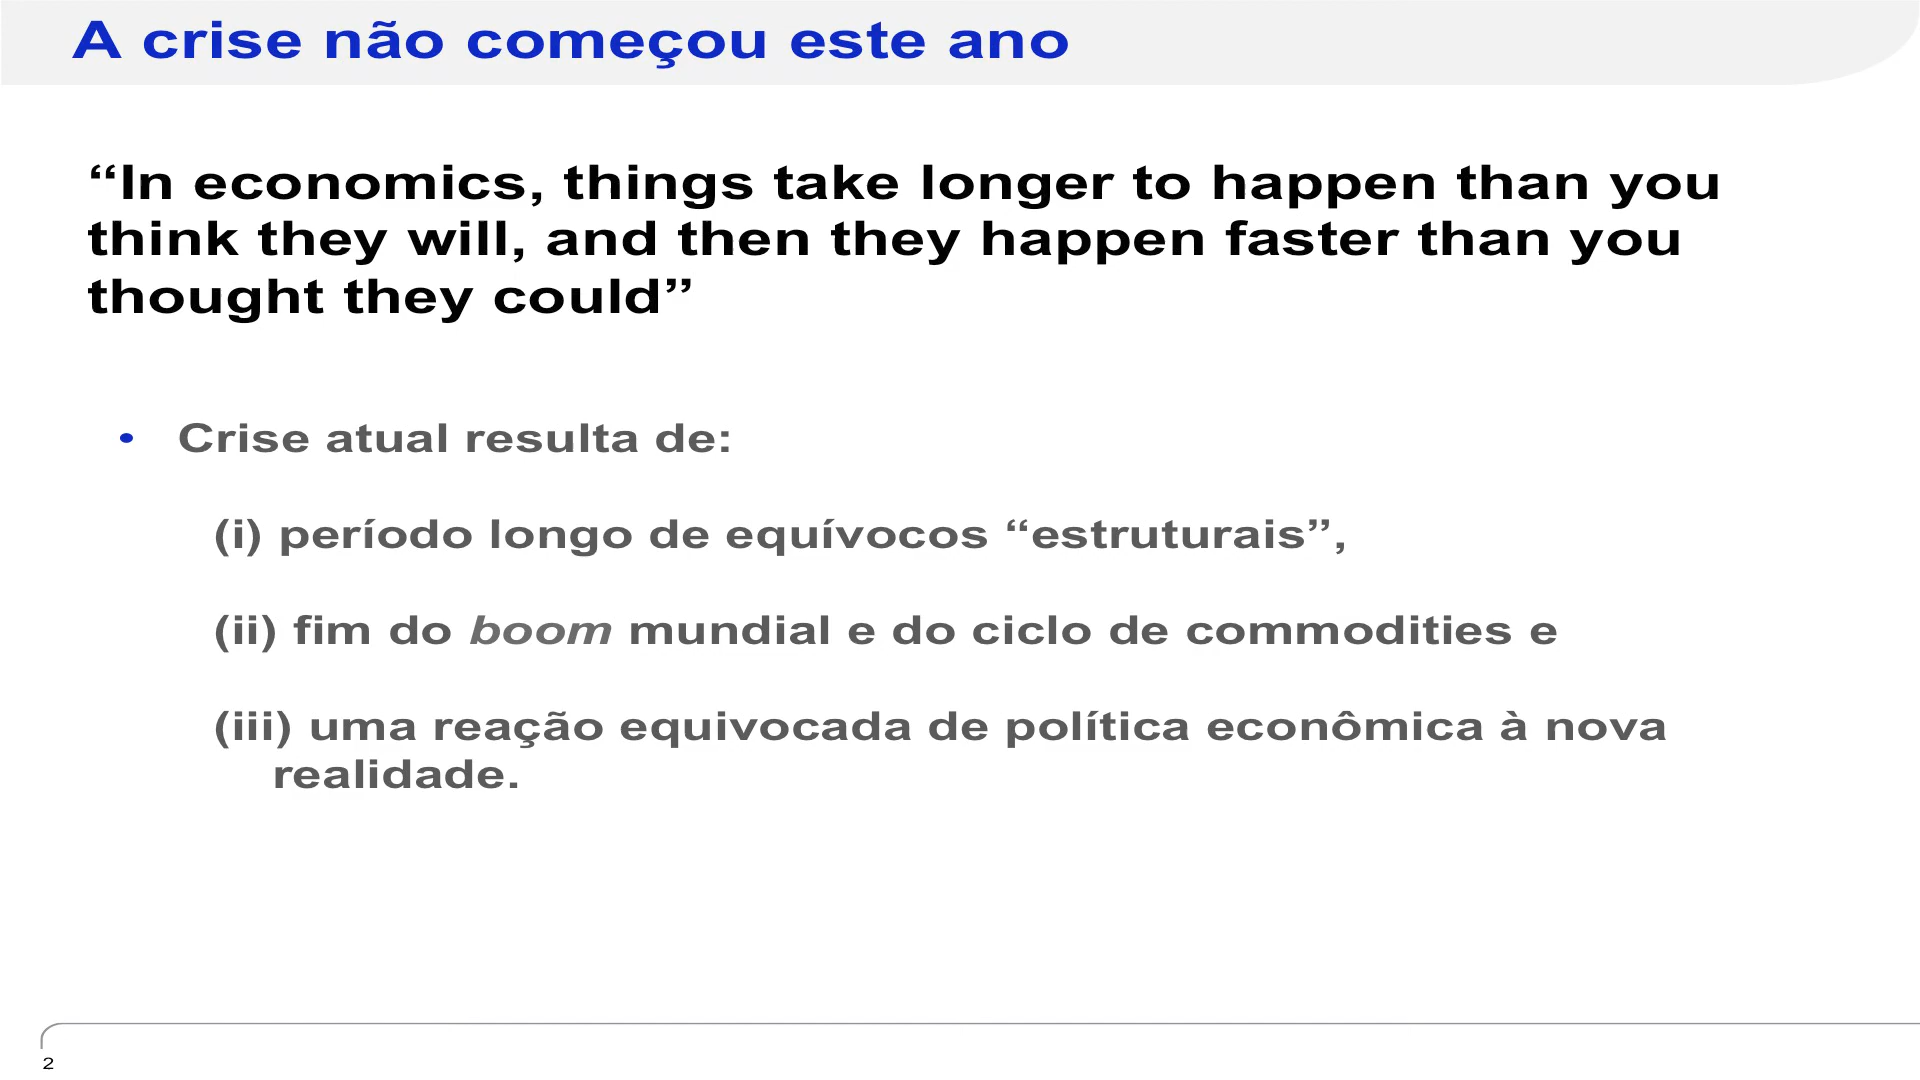 A crise não começou este ano
“In economics, things take longer to happen than you
think they will, and then they happen faster than you
thought they could”
• Crise atual resulta de:
(i) período longo de equívocos “estruturais”,
(ii) fim do boom mundial e do ciclo de commodities e
(iii) uma reação equivocada de política econômica à nova
realidade.
2